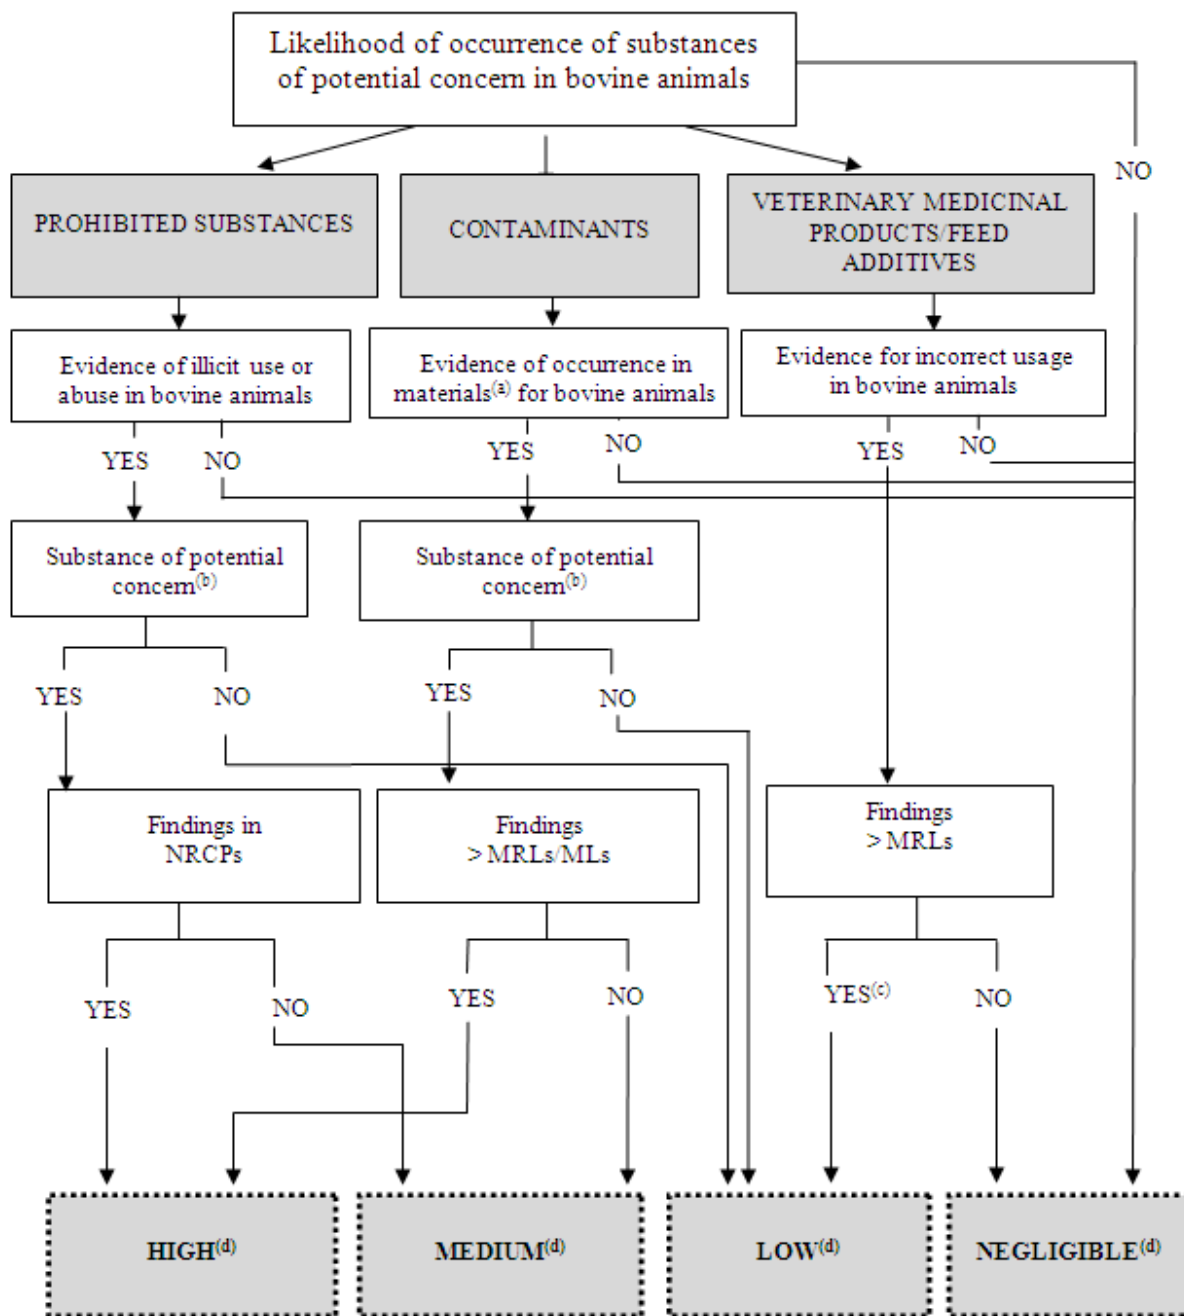 Likelihood of occurrence of substances
of potential concern in bovine animals
NO
PROHIBITED SUBSTANCES
CONTAMINANTS
VETERINARY MEDICINAL
PRODUCTS/FEED
ADDITIVES
Evidence of illicit use or
abuse in bovine animals
Evidence of occurrence in
materials(a) for bovine animals
Evidence for incorrect usage
in bovine animals
YES
NO
YES
NO
YES
NO
Substance of potential
concern(b)
Substance of potential
concern(b)
YES
NO
YES
NO
Findings in
NRCPs
Findings
> MRLs/MLs
Findings
> MRLs
YES
NO
YES
NO
YES(c)
NO
HIGH(d)
MEDIUM(d)
LOW(d)
NEGLIGIBLE(d)